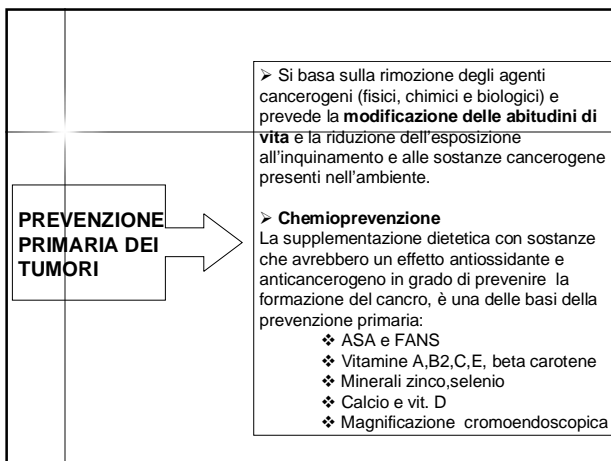 PREVENZIONE
PRIMARIA DEI
TUMORI
➢ Si basa sulla rimozione degli agenti
cancerogeni (fisici, chimici e biologici) e
prevede la modificazione delle abitudini di
vita e la riduzione dell'esposizione
all'inquinamento e alle sostanze cancerogene
presenti nell'ambiente.
➢ Chemioprevenzione
La supplementazione dietetica con sostanze
che avrebbero un effetto antiossidante e
anticancerogeno in grado di prevenire la
formazione del cancro, è una delle basi della
prevenzione primaria:
❖ ASA e FANS
❖ Vitamine A,B2,C,E, beta carotene
❖ Minerali zinco,selenio
❖ Calcio e vit. D
❖ Magnificazione cromoendoscopica